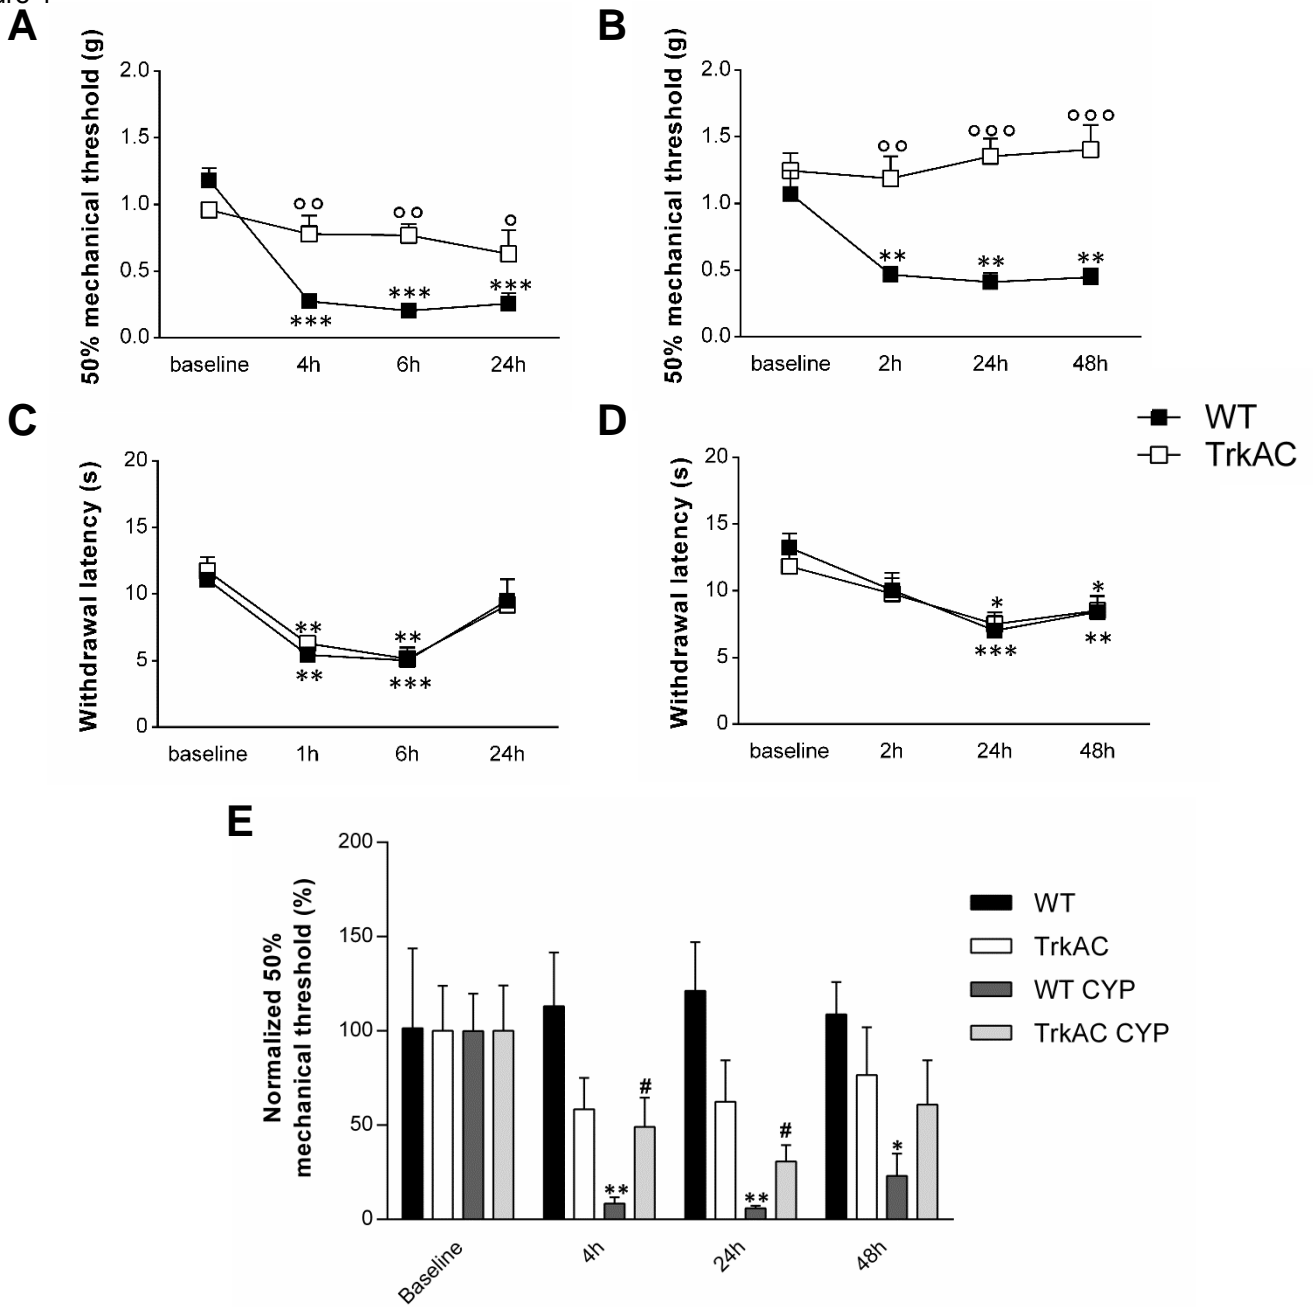 A
50% mechanical threshold (g)
2.0
1.5
1.0
0.5
0.0
baseline 4h 6h 24h
°° °° °
*** *** ***
B
50% mechanical threshold (g)
2.0
1.5
1.0
0.5
0.0
baseline 2h 24h 48h
°° °°° °°°
** ** **
C
Withdrawal latency (s)
20
15
10
5
0
baseline 1h 6h 24h
** **
** ***
D
Withdrawal latency (s)
20
15
10
5
0
baseline 2h 24h 48h
* *
*** **
WT
TrkAC
E
Normalized 50%
mechanical threshold (%)
200
150
100
50
0
Baseline 4h 24h 48h
# #
** ** *
WT
TrkAC
WT CYP
TrkAC CYP